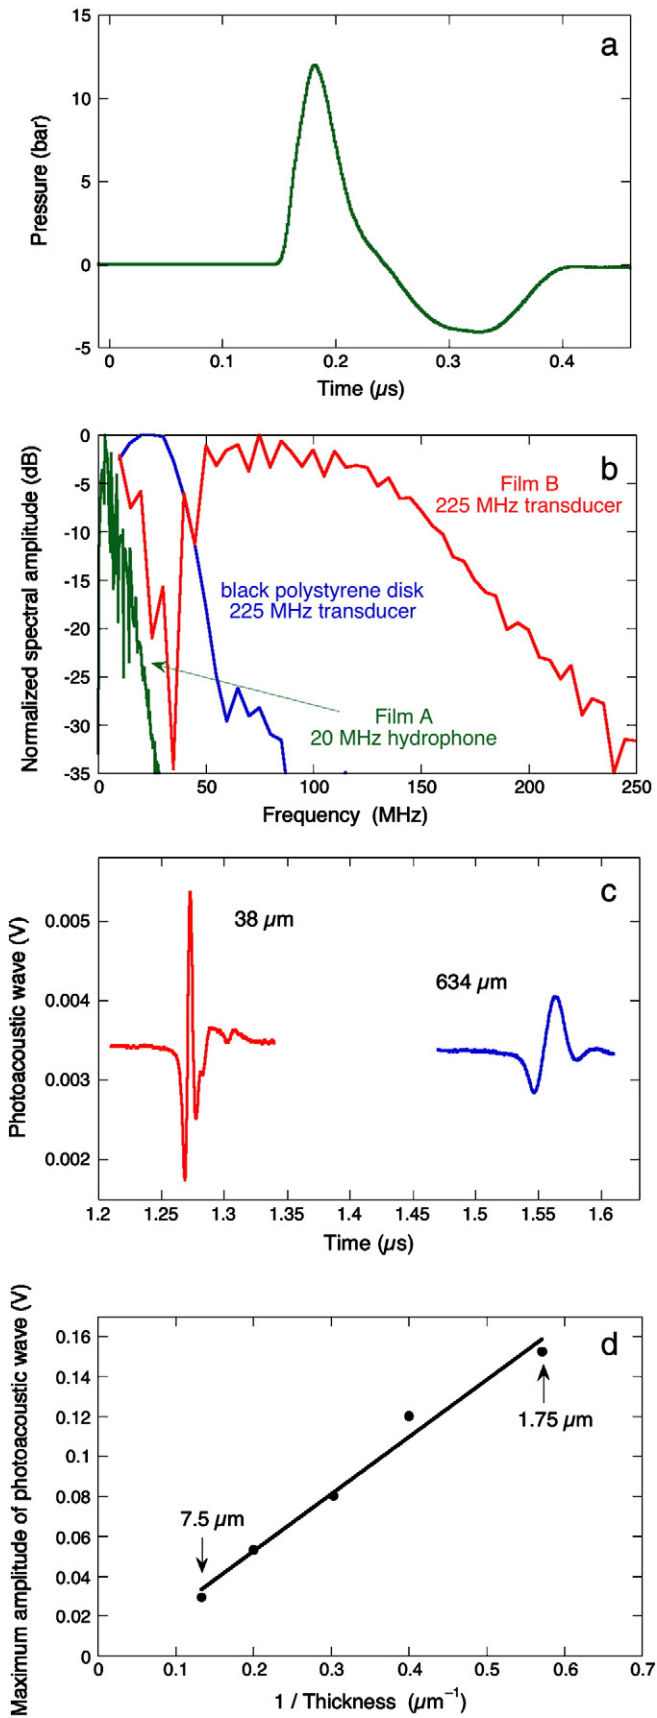 a
15
10
5
0
-5
Pressure (bar)
0
0.1
0.2
0.3
0.4
Time (µs)
b
0
-5
-10
-15
-20
-25
-30
-35
Normalized spectral amplitude (dB)
Film B
225 MHz transducer
black polystyrene disk
225 MHz transducer
Film A
20 MHz hydrophone
0
50
100
150
200
250
Frequency (MHz)
c
0.005
0.004
0.003
0.002
Photoacoustic wave (V)
38 µm
634 µm
1.2
1.25
1.3
1.35
1.4
1.45
1.5
1.55
1.6
Time (µs)
d
0.16
0.14
0.12
0.1
0.08
0.06
0.04
0.02
0
Maximum amplitude of photoacoustic wave (V)
1.75 µm
7.5 µm
0
0.1
0.2
0.3
0.4
0.5
0.6
0.7
1 / Thickness (µm⁻¹)